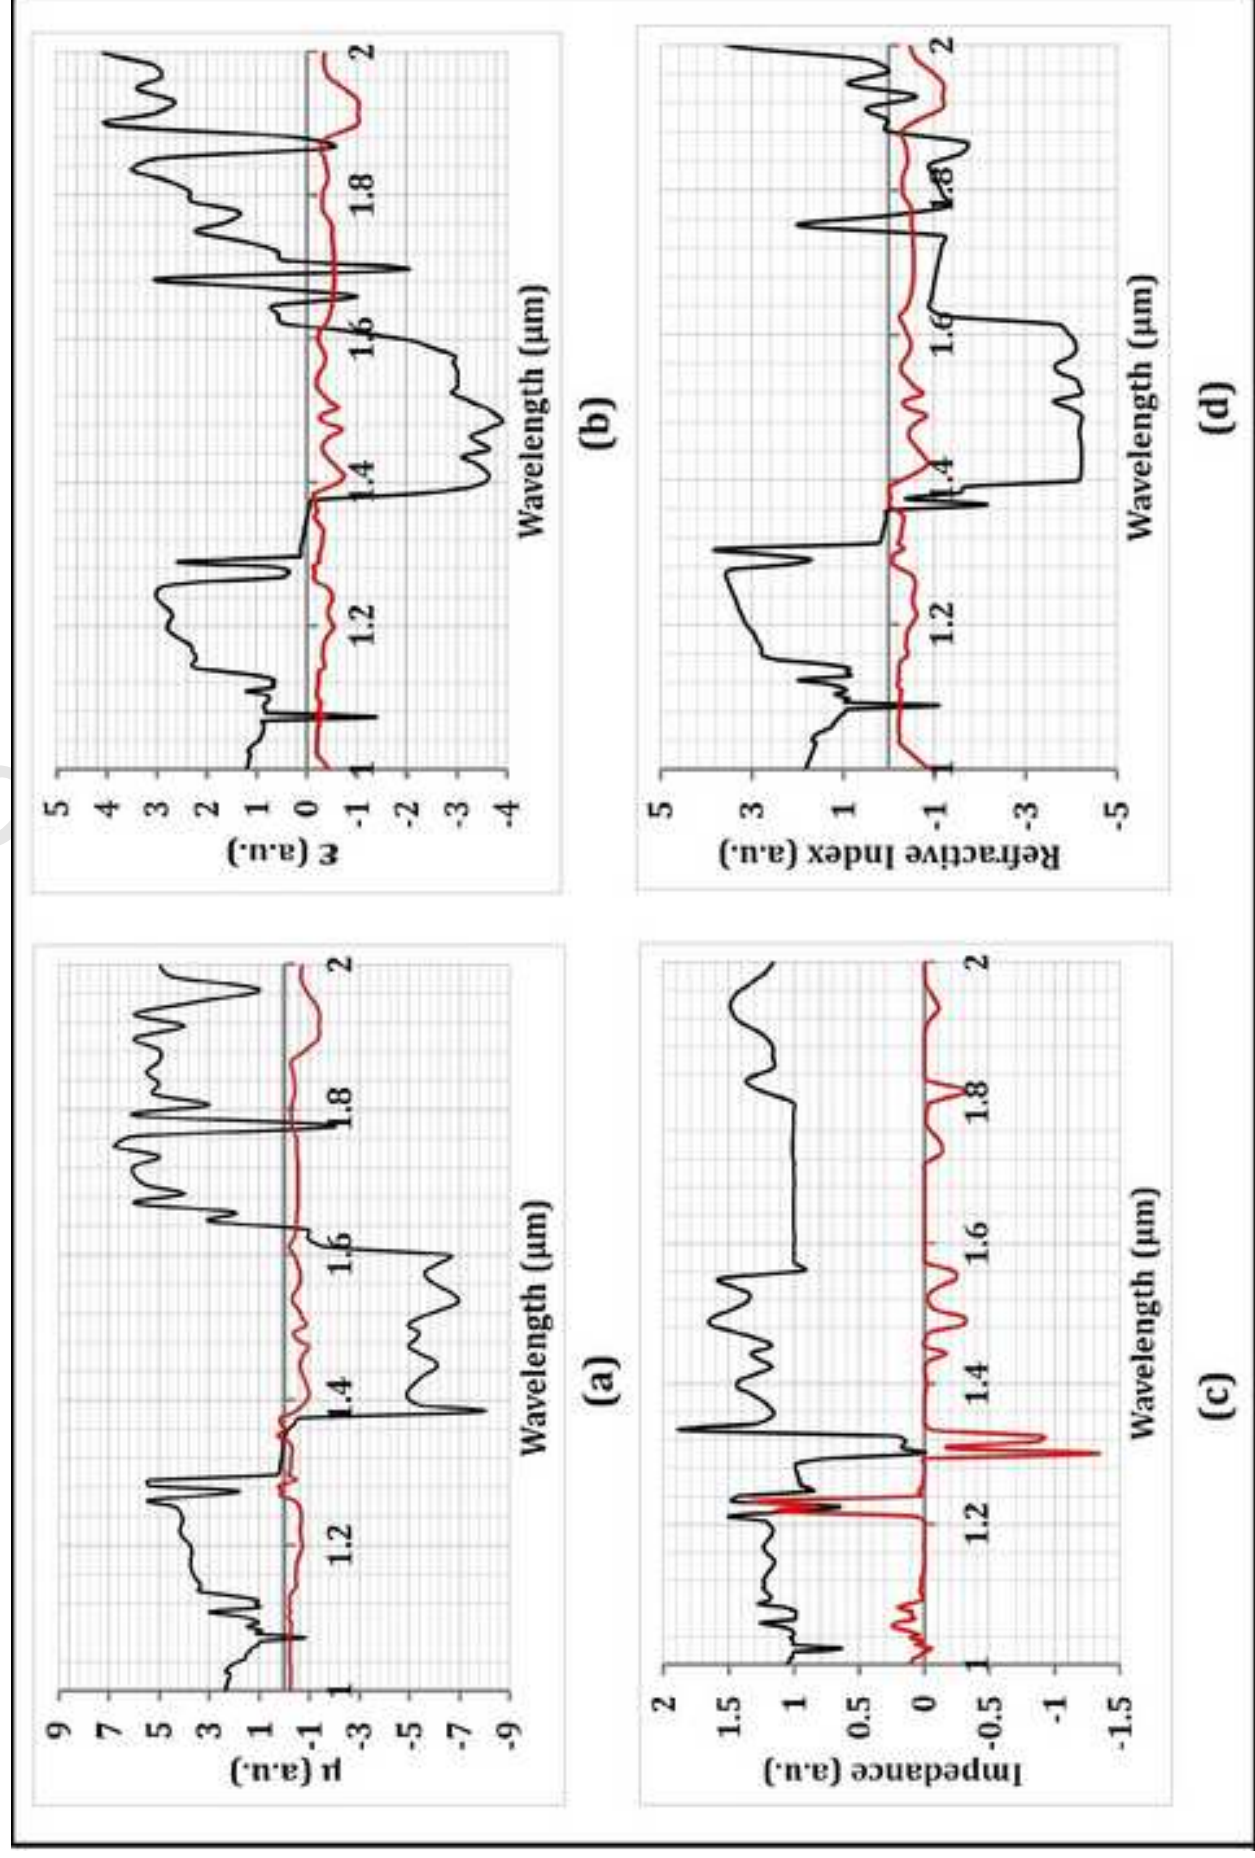 μ (a.u.)
9
7
5
3
1
-1
-3
-5
-7
-9
1 1.2 1.4 1.6 1.8 2
Wavelength (μm)
(a)
Є (a.u.)
5
4
3
2
1
0
-1
-2
-3
-4
1 1.2 1.4 1.6 1.8 2
Wavelength (μm)
(b)
Impedance (a.u.)
2
1.5
1
0.5
0
-0.5
-1
-1.5
1 1.2 1.4 1.6 1.8 2
Wavelength (μm)
(c)
Refractive Index (a.u.)
5
3
1
-1
-3
-5
1 1.2 1.4 1.6 1.8 2
Wavelength (μm)
(d)